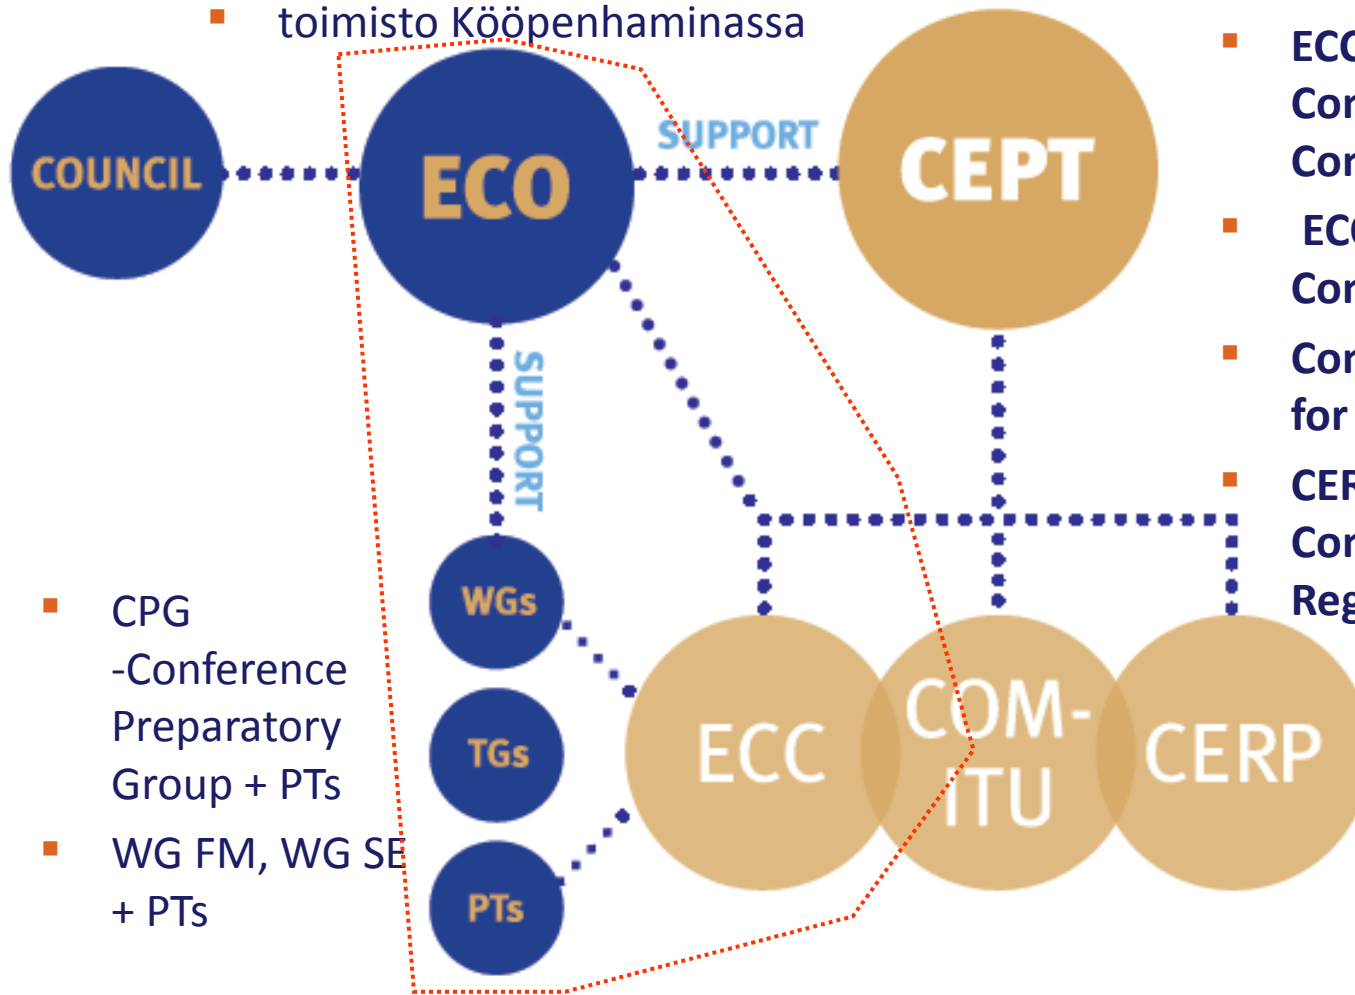 toimisto Kööpenhaminassa
COUNCIL
ECO
SUPPORT
CEPT
SUPPORT
WGs
TGs
PTs
ECC
COM-
ITU
CERP
CPG
-Conference
Preparatory
Group + PTs
WG FM, WG SE
+ PTs
for